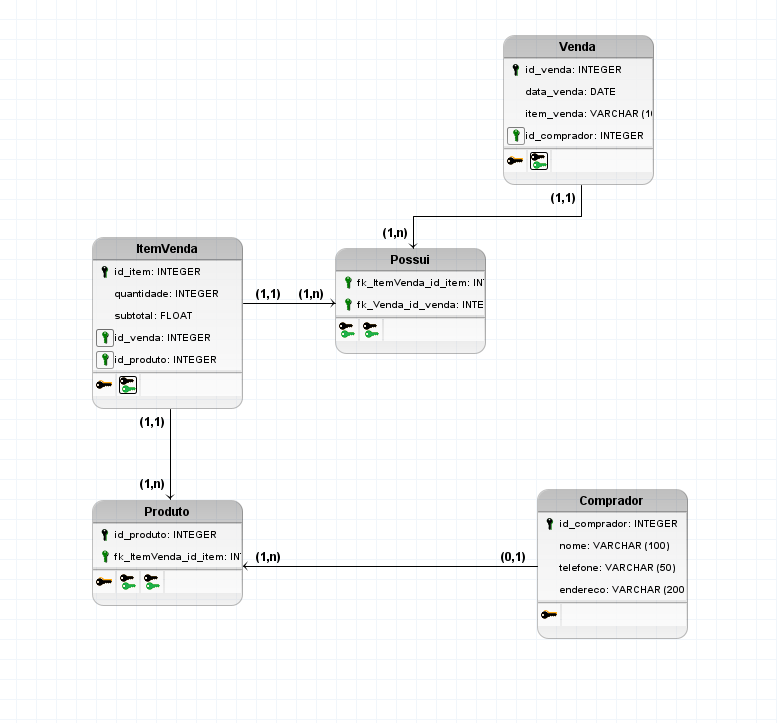 Venda
id_venda: INTEGER
data_venda: DATE
item_venda: VARCHAR (10
id_comprador: INTEGER
(1,1)
(1,n)
ItemVenda
id_item: INTEGER
quantidade: INTEGER
subtotal: FLOAT
id_venda: INTEGER
id_produto: INTEGER
(1,1) (1,n)
Possui
fk_ItemVenda_id_item: IN
fk_Venda_id_venda: INTE
(1,1)
(1,n)
Produto
id_produto: INTEGER
fk_ItemVenda_id_item: IN
(1,n) (0,1)
Comprador
id_comprador: INTEGER
nome: VARCHAR (100)
telefone: VARCHAR (50)
endereco: VARCHAR (200